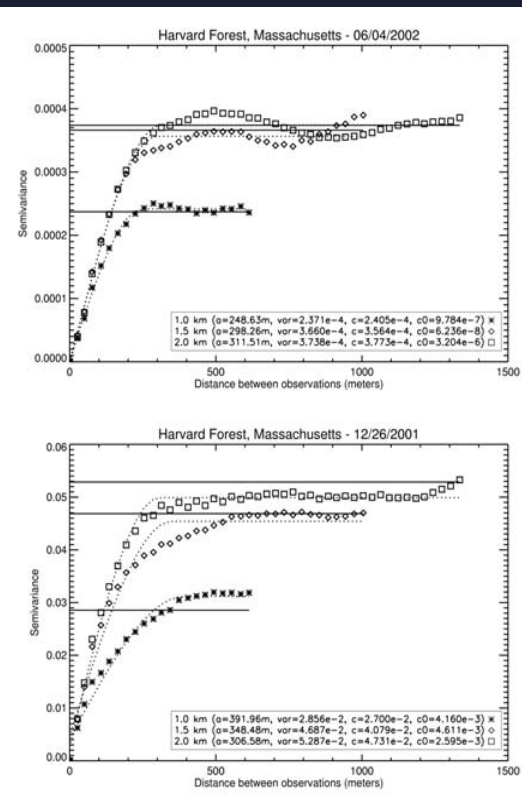 Harvard Forest, Massachusetts - 06/04/2002
0.0005
0.0004
0.0003
0.0002
0.0001
0.0000
Semivariance
1.0 km (a=248.63m, var=2.371e-4, c=2.405e-4, c0=9.784e-7)
1.5 km (a=298.26m, var=3.660e-4, c=3.564e-4, c0=6.236e-8)
2.0 km (a=311.51m, var=3.738e-4, c=3.773e-4, c0=3.204e-6)
0 500 1000 1500
Distance between observations (meters)
Harvard Forest, Massachusetts - 12/26/2001
0.06
0.05
0.04
0.03
0.02
0.01
0.00
Semivariance
1.0 km (a=391.96m, var=2.856e-2, c=2.700e-2, c0=4.160e-3)
1.5 km (a=348.48m, var=4.687e-2, c=4.079e-2, c0=4.611e-3)
2.0 km (a=306.58m, var=5.287e-2, c=4.731e-2, c0=2.595e-3)
0 500 1000 1500
Distance between observations (meters)